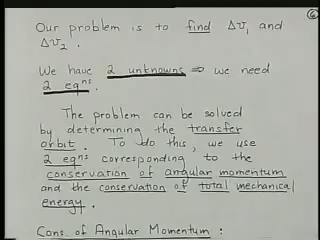 6
Our problem is to find Δv₁ and
Δv₂.
We have 2 unknowns ⇒ we need
2 eqⁿˢ.
The problem can be solved
by determining the transfer
orbit. To do this, we use
2 eqⁿˢ corresponding to the
conservation of angular momentum
and the conservation of total mechanical
energy.
Cons. of Angular Momentum :